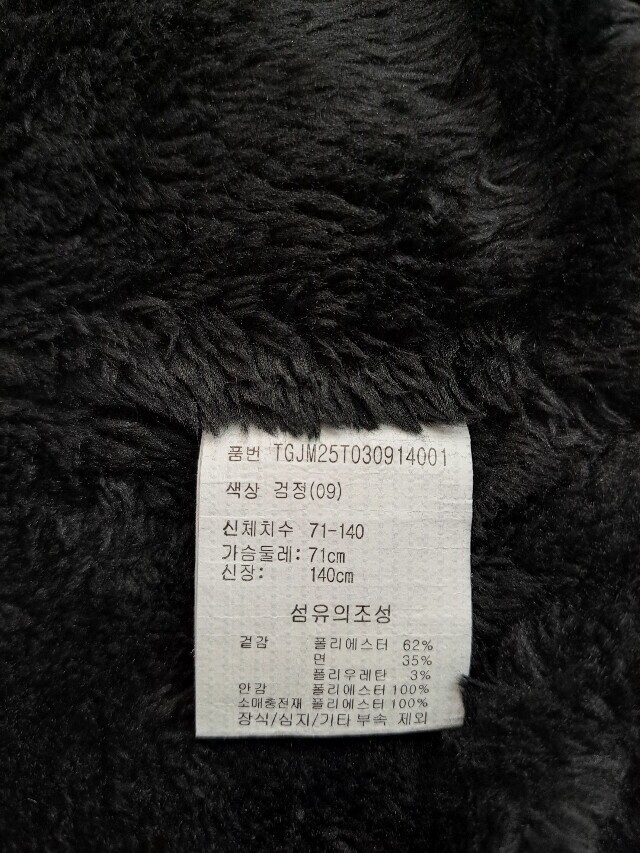 품번 TGJM25T030914001
색상 검정(09)
신체치수 71-140
가슴둘레: 71cm
신장: 140cm
섬유의조성
겉감 폴리에스터 62%
면 35%
폴리우레탄 3%
안감 폴리에스터 100%
소매충전재 폴리에스터 100%
장식/심지/기타 부속 제외